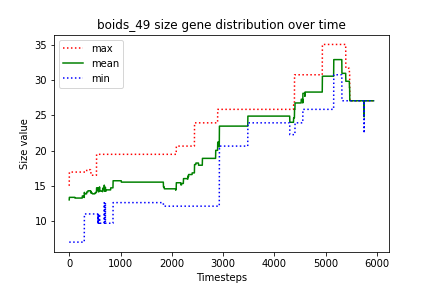 boids_49 size gene distribution over time
max
mean
min
Size value
35
30
25
20
15
10
0 1000 2000 3000 4000 5000 6000
Timesteps